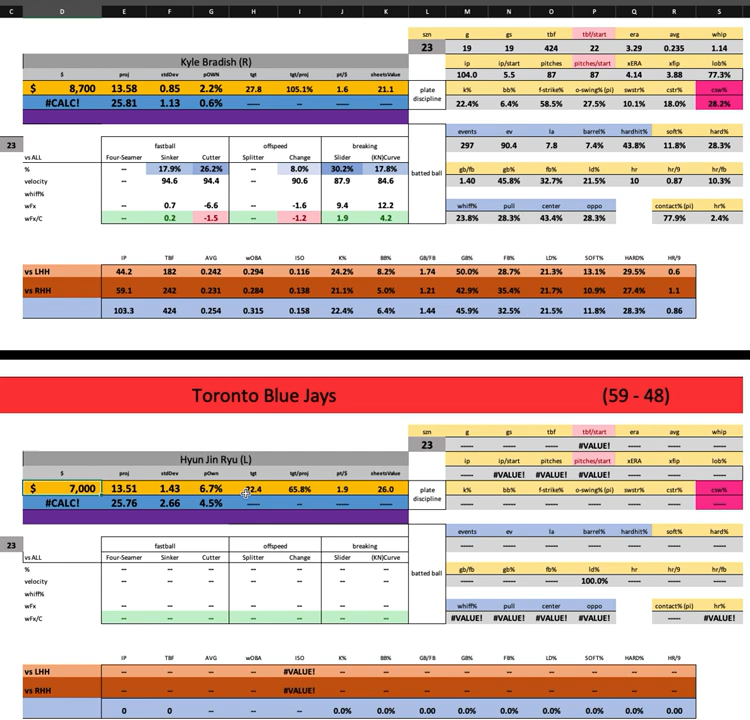 C D E F G H I J K L M N O P Q R S
szn g gs tbf tbf/start era avg whip
23 19 19 424 22 3.29 0.235 1.14
Kyle Bradish (R) ip ip/start pitches pitches/start xERA xfip lob%
104.0 5.5 87 87 4.14 3.88 77.3%
$ proj stdDev pOWN tgt tgt/proj pt/$ sheetsValue
$ 8,700 13.58 0.85 2.2% 27.8 105.1% 1.6 21.1 plate discipline k% bb% f-strike% o-swing% (pi) swstr% cstr% csw%
#CALC! 25.81 1.13 0.6% ---- -- ---- ---- 22.4% 6.4% 58.5% 27.5% 10.1% 18.0% 28.2%
events ev la barrel% hardhit% soft% hard%
297 90.4 7.8 7.4% 43.8% 11.8% 28.3%
23 fastball offspeed breaking
vs ALL Four-Seamer Sinker Cutter Splitter Change Slider (KN)Curve
% -- 17.9% 26.2% -- 8.0% 30.2% 17.8% batted ball gb/fb gb% fb% ld% hr hr/9 hr/fb
velocity -- 94.6 94.4 -- 90.6 87.9 84.6 1.40 45.8% 32.7% 21.5% 10 0.87 10.3%
whiff%
wFx -- 0.7 -6.6 -- -1.6 9.4 12.2 whiff% pull center oppo contact% (pi) hr%
wFx/C -- 0.2 -1.5 -- -1.2 1.9 4.2 23.8% 28.3% 43.4% 28.3% 77.9% 2.4%
IP TBF AVG wOBA ISO K% BB% GB/FB GB% FB% LD% SOFT% HARD% HR/9
vs LHH 44.2 182 0.242 0.294 0.116 24.2% 8.2% 1.74 50.0% 28.7% 21.3% 13.1% 29.5% 0.6
vs RHH 59.1 242 0.231 0.284 0.138 21.1% 5.0% 1.21 42.9% 35.4% 21.7% 10.9% 27.4% 1.1
103.3 424 0.254 0.315 0.158 22.4% 6.4% 1.44 45.9% 32.5% 21.5% 11.8% 28.3% 0.86
Toronto Blue Jays (59 - 48)
szn g gs tbf tbf/start era avg whip
23 ---- ---- ---- #VALUE! ---- ---- ----
Hyun Jin Ryu (L) ip ip/start pitches pitches/start xERA xfip lob%
---- #VALUE! #VALUE! #VALUE! ---- ---- ----
$ proj stdDev pOwn tgt tgt/proj pt/$ sheetsValue
$ 7,000 13.51 1.43 6.7% 65.8% 1.9 26.0 plate discipline k% bb% f-strike% o-swing% (pi) swstr% cstr% csw%
#CALC! 25.76 2.66 4.5% ---- -- ---- ---- ---- ---- ---- ---- ---- ---- ----
events ev la barrel% hardhit% soft% hard%
---- ---- ---- ---- ---- ---- ----
23 fastball offspeed breaking
vs ALL Four-Seamer Sinker Cutter Splitter Change Slider (KN)Curve
% -- -- -- -- -- -- -- batted ball gb/fb gb% fb% ld% hr hr/9 hr/fb
velocity -- -- -- -- -- -- -- ---- ---- ---- 100.0% ---- ---- ----
whiff%
wFx -- -- -- -- -- -- -- whiff% pull center oppo contact% (pi) hr%
wFx/C -- -- -- -- -- -- -- #VALUE! #VALUE! #VALUE! #VALUE! ---- #VALUE!
IP TBF AVG wOBA ISO K% BB% GB/FB GB% FB% LD% SOFT% HARD% HR/9
vs LHH -- -- -- -- #VALUE! -- -- -- -- -- -- -- -- --
vs RHH -- -- -- -- #VALUE! -- -- -- -- -- -- -- -- --
0 0 -- -- -- 0.0% 0.0% 0.00 0.0% 0.0% 0.0% 0.0% 0.0% 0.00